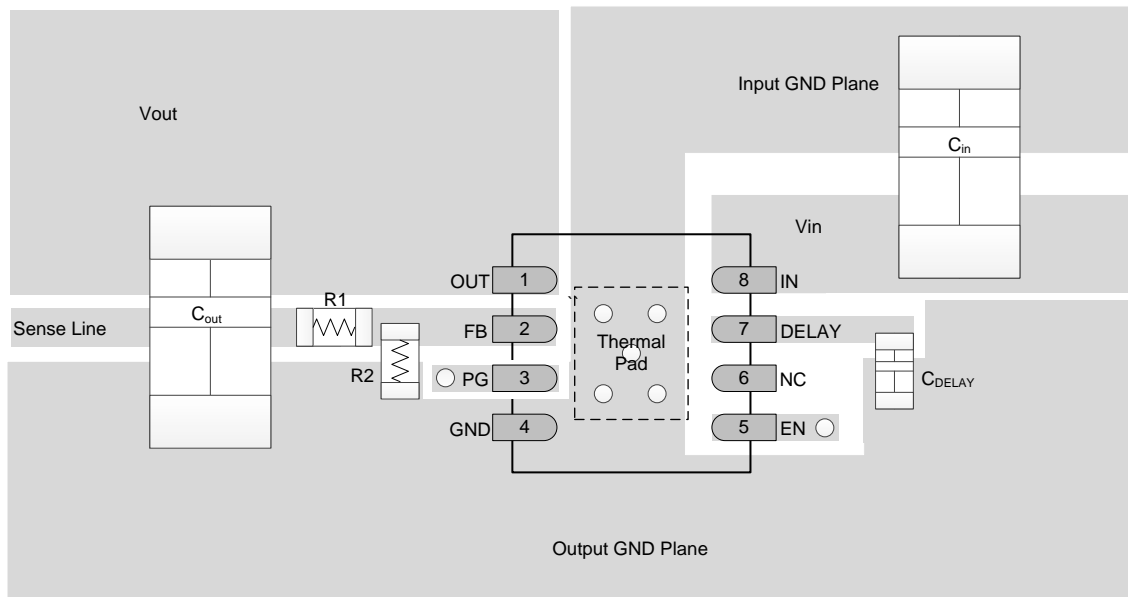 Vout
Input GND Plane
Cin
Vin
OUT 1
8 IN
R1
Cout
Sense Line
FB 2
Thermal
Pad
7 DELAY
R2
PG 3
6 NC
CDELAY
GND 4
5 EN
Output GND Plane